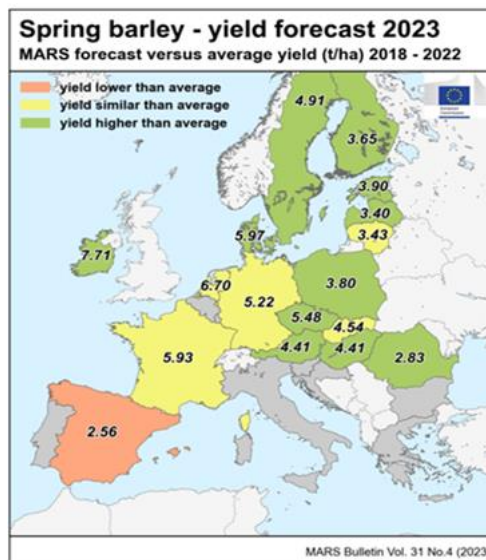 Spring barley - yield forecast 2023
MARS forecast versus average yield (t/ha) 2018 - 2022
yield lower than average
yield similar than average
yield higher than average
4.91
3.65
3.90
3.40
3.43
5.97
7.71
6.70
5.22
3.80
5.48
4.54
4.41
4.41
5.93
2.83
2.56
MARS Bulletin Vol. 31 No.4 (2023